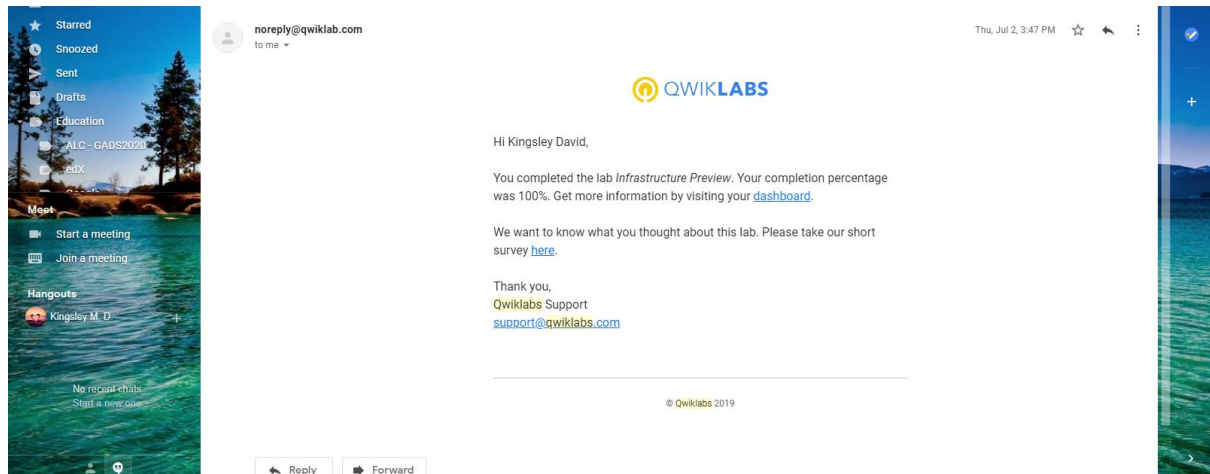 Starred
Snoozed
Sent
Drafts
Education
ALC - GADS2020
edX
Google
Meet
Start a meeting
Join a meeting
Hangouts
Kingsley M. D.
No recent chats
Start a new one
noreply@qwiklab.com
to me
Thu, Jul 2, 3:47 PM
QWIKLABS
Hi Kingsley David,
You completed the lab Infrastructure Preview. Your completion percentage
was 100%. Get more information by visiting your dashboard.
We want to know what you thought about this lab. Please take our short
survey here.
Thank you,
Qwiklabs Support
support@qwiklabs.com
© Qwiklabs 2019
Reply
Forward